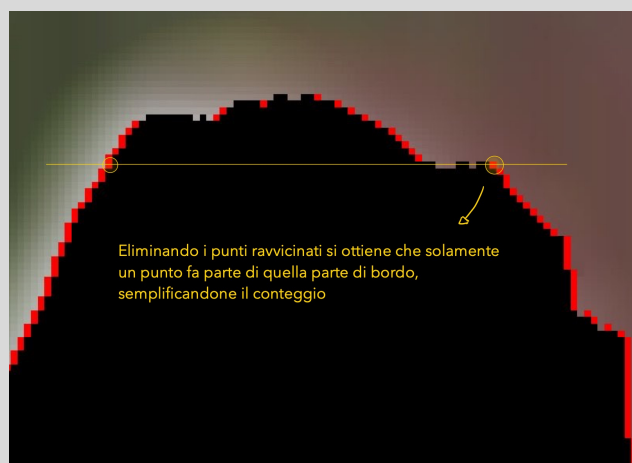 Eliminando i punti ravvicinati si ottiene che solamente
un punto fa parte di quella parte di bordo,
semplificandone il conteggio